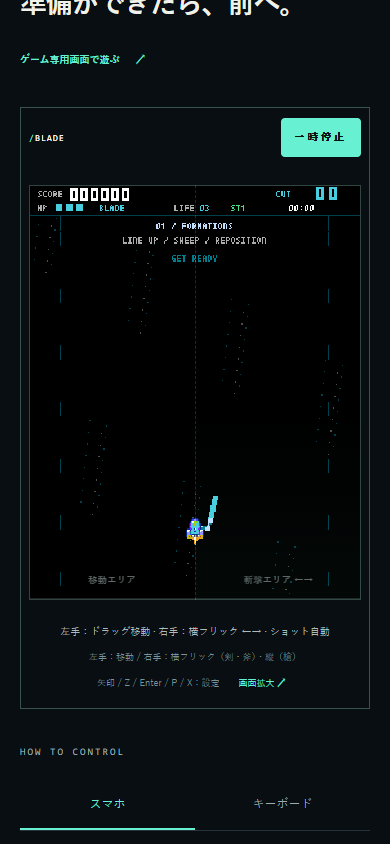 準備ができたら、前へ。
ゲーム専用画面で遊ぶ
/BLADE
一時停止
SCORE 000000 CUT 00
HP BLADE LIFE 03 ST1 00:00
01 / FORMATIONS
LINE UP / SWEEP / REPOSITION
GET READY
移動エリア 斬撃エリア ←→
左手：ドラッグ移動 · 右手：横フリック ←→ · ショット自動
左手：移動 / 右手：横フリック（剣・斧）・縦（槍）
矢印 / Z / Enter / P / X：設定 画面拡大
HOW TO CONTROL
スマホ キーボード